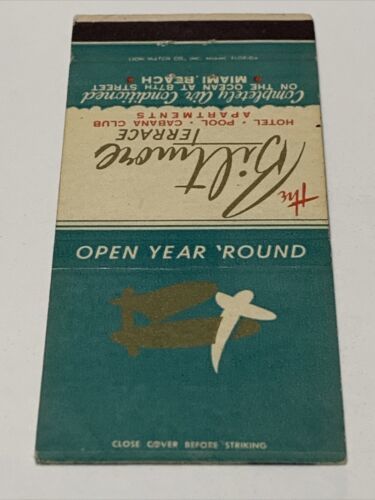 The
Biltmore
TERRACE
HOTEL • POOL • CABANA CLUB
APARTMENTS
Completely Air Conditioned
ON THE OCEAN AT 87TH STREET
• MIAMI BEACH •
LION MATCH CO., INC. MIAMI, FLORIDA
OPEN YEAR 'ROUND
CLOSE COVER BEFORE STRIKING